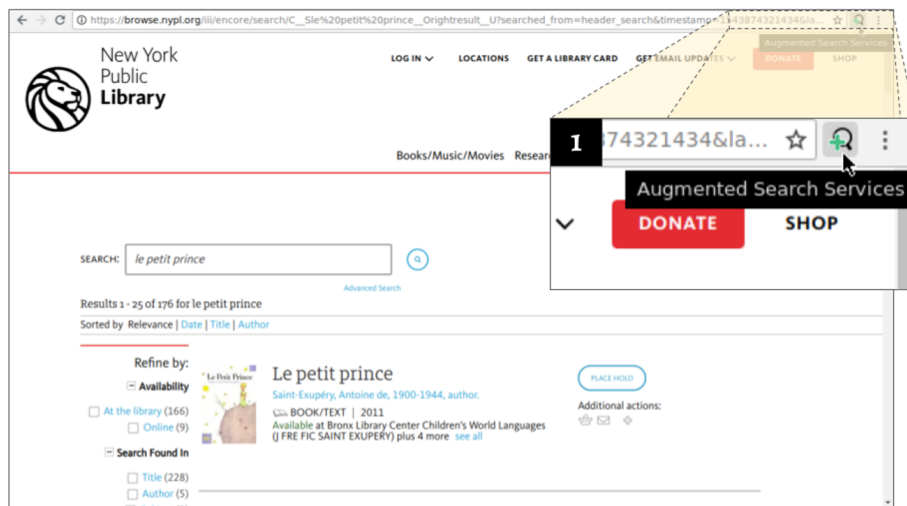 https://browse.nypl.org/iii/encore/search/C__Sle%20petit%20prince__Orightresult__U?searched_from=header_search&timestamp=1543874321434&la...
Augmented Search Services
New York
Public
Library
LOG IN LOCATIONS GET A LIBRARY CARD GET EMAIL UPDATES DONATE SHOP
1
874321434&la...
Augmented Search Services
DONATE SHOP
Books/Music/Movies Resear
SEARCH: le petit prince
Advanced Search
Results 1 - 25 of 176 for le petit prince
Sorted by Relevance | Date | Title | Author
Refine by:
Availability
At the library (166)
Online (9)
Search Found In
Title (228)
Author (5)
Le Petit Prince
Le petit prince
Saint-Exupéry, Antoine de, 1900-1944, author.
BOOK/TEXT | 2011
Available at Bronx Library Center Children's World Languages
(J FRE FIC SAINT EXUPERY) plus 4 more see all
PLACE HOLD
Additional actions: